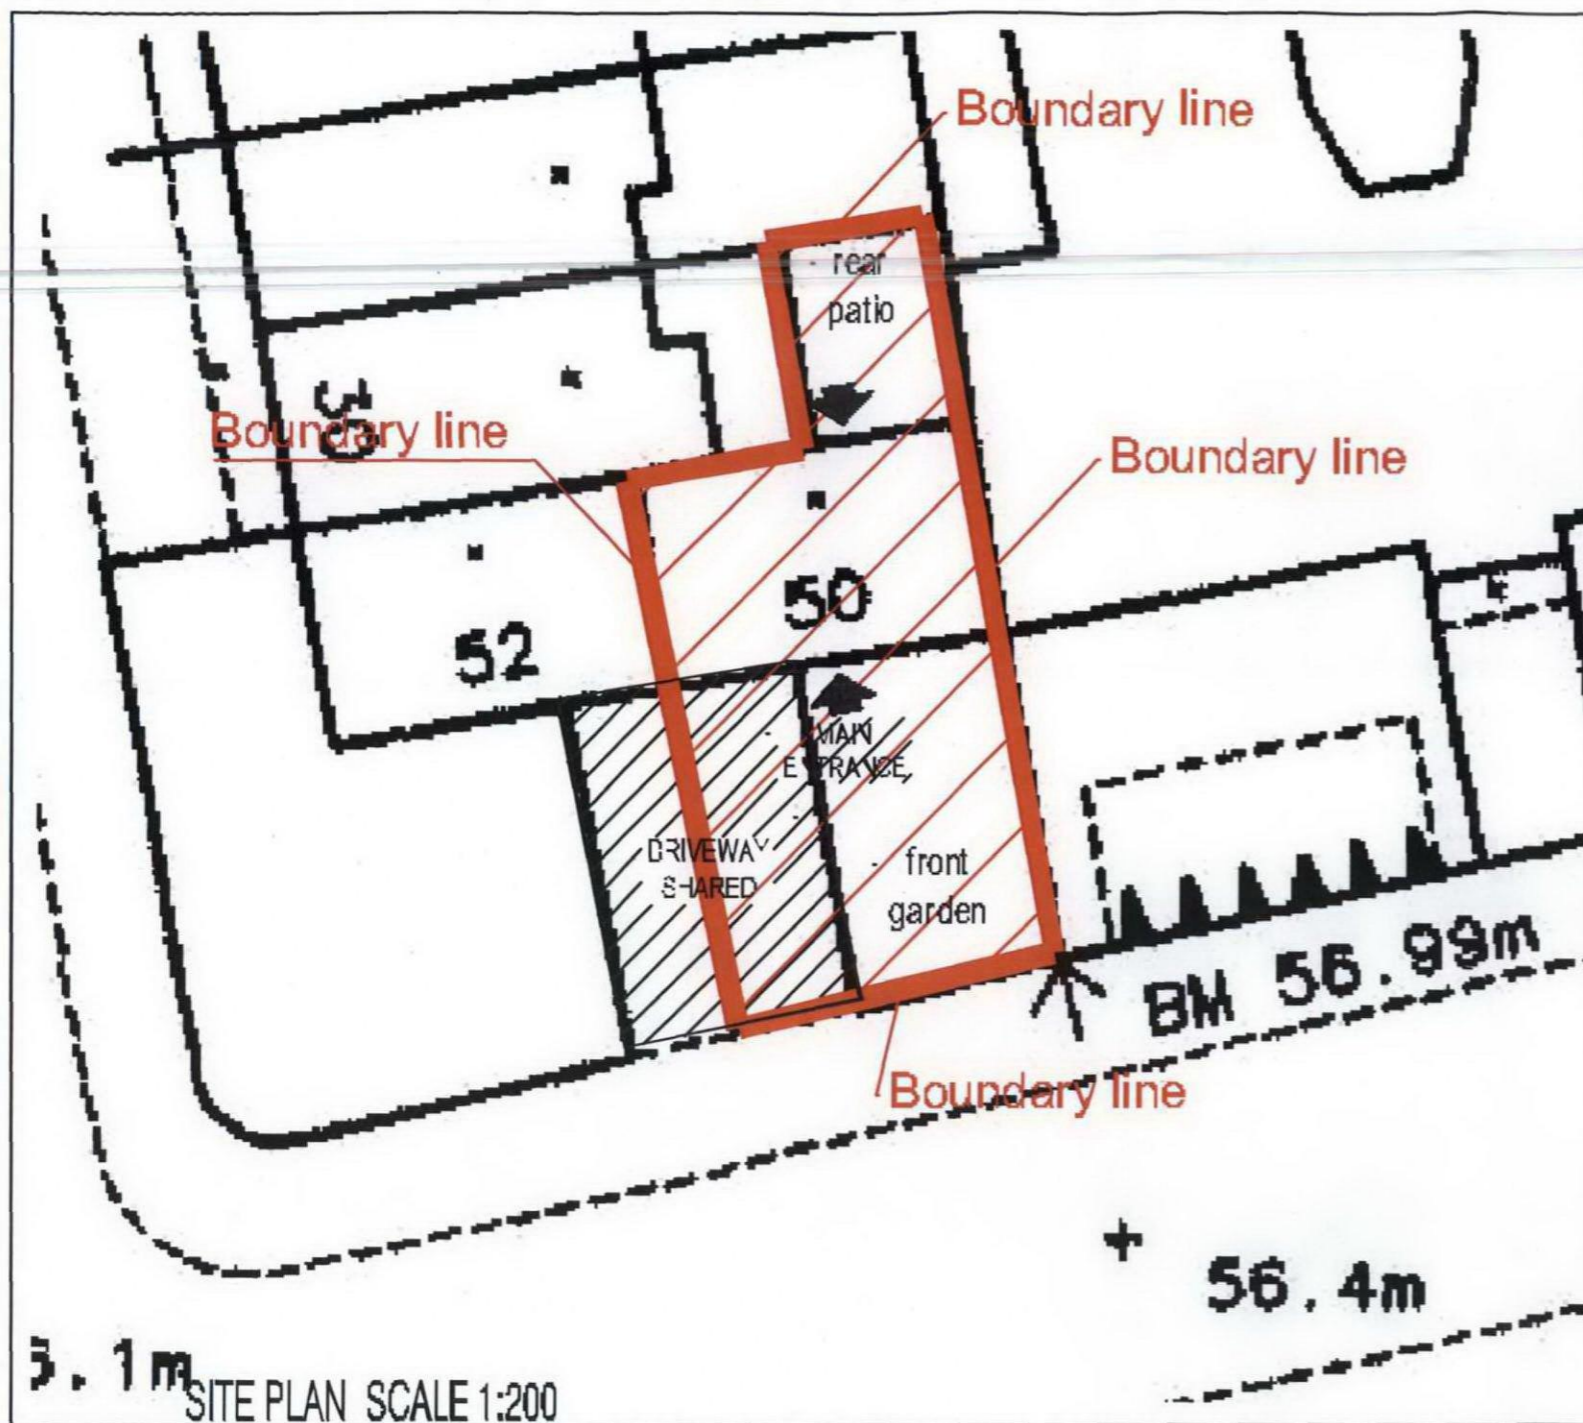 Boundary line
rear
patio
Boundary line
Boundary line
50
52
MAIN
ENTRANCE
DRIVEWAY
SHARED
front
garden
BM 56.99m
Boundary line
56.4m
.1m
SITE PLAN SCALE 1:200